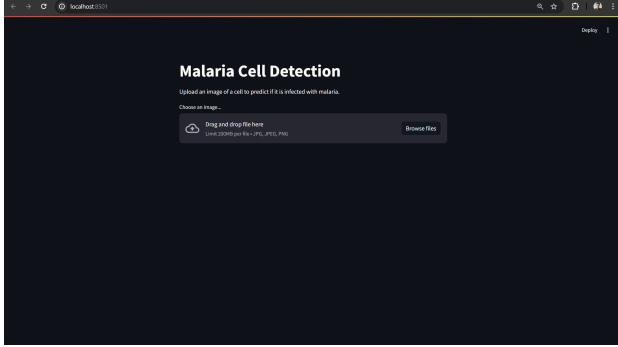 localhost:8501
Deploy
Malaria Cell Detection
Upload an image of a cell to predict if it is infected with malaria.
Choose an image...
Drag and drop file here
Limit 200MB per file • JPG, JPEG, PNG
Browse files